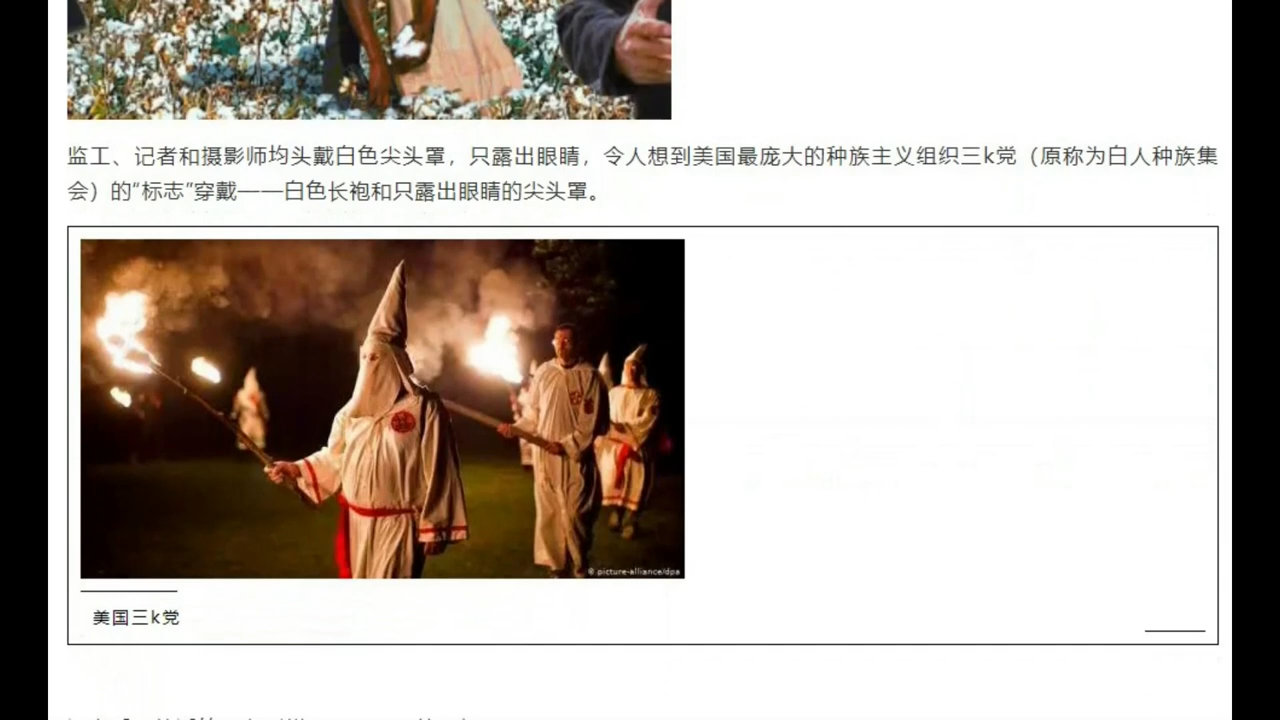 监工、记者和摄影师均头戴白色尖头罩，只露出眼睛，令人想到美国最庞大的种族主义组织三k党（原称为白人种族集
会）的“标志”穿戴——白色长袍和只露出眼睛的尖头罩。
© picture-alliance/dpa
美国三k党